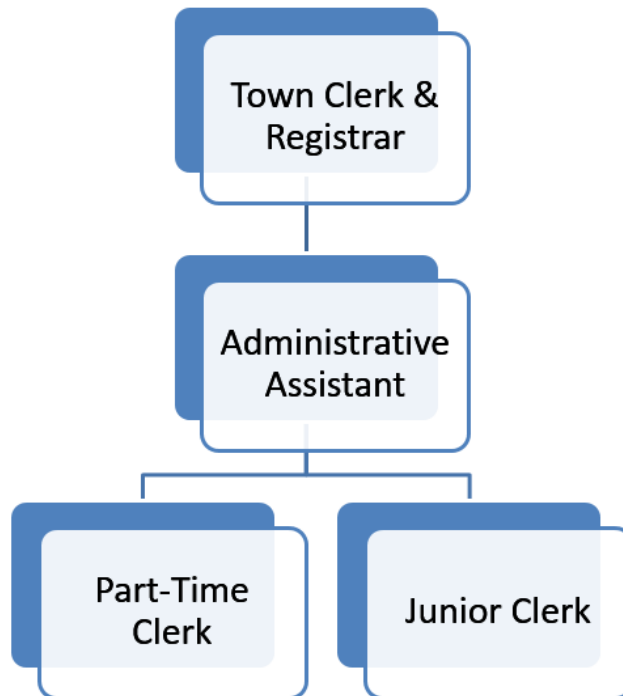 Town Clerk &
Registrar
Administrative
Assistant
Part-Time
Clerk
Junior Clerk